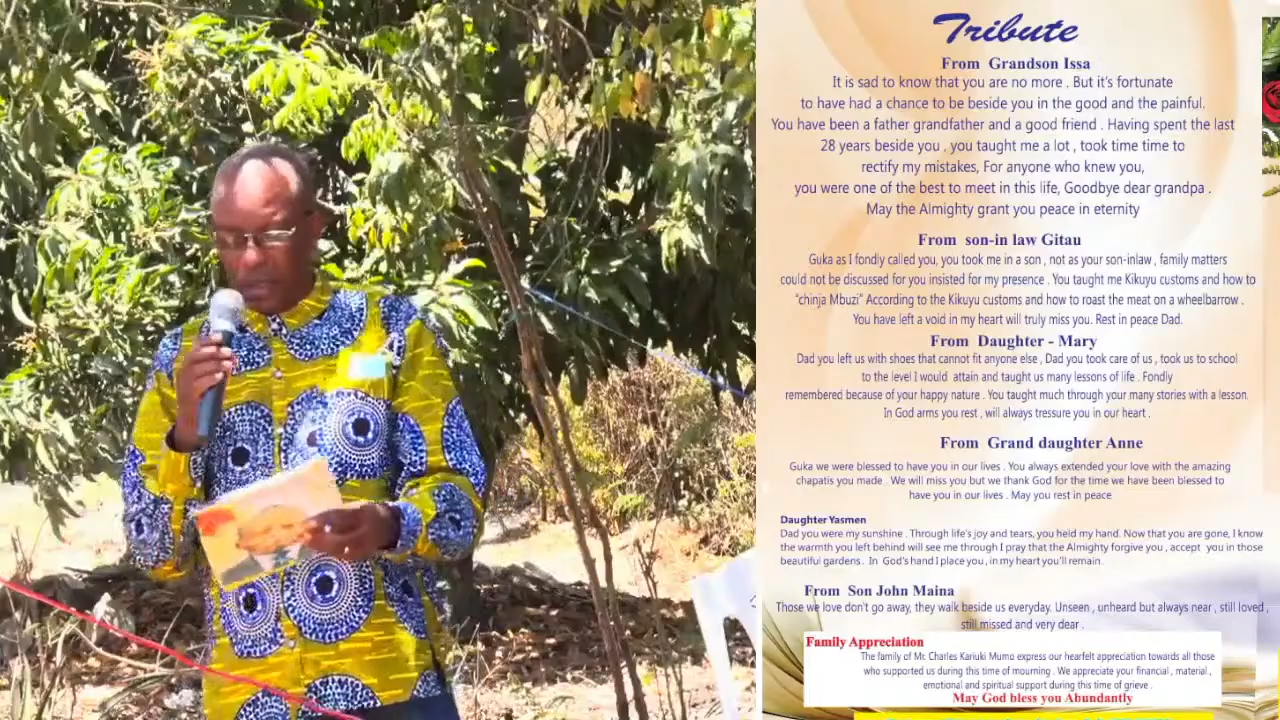 Tribute
From Grandson Issa
It is sad to know that you are no more . But it's fortunate
to have had a chance to be beside you in the good and the painful.
You have been a father grandfather and a good friend . Having spent the last
28 years beside you , you taught me a lot , took time time to
rectify my mistakes, For anyone who knew you,
you were one of the best to meet in this life, Goodbye dear grandpa .
May the Almighty grant you peace in eternity
From son-in law Gitau
Guka as I fondly called you, you took me in a son , not as your son-inlaw , family matters
could not be discussed for you insisted for my presence . You taught me Kikuyu customs and how to
"chinja Mbuzi" According to the Kikuyu customs and how to roast the meat on a wheelbarrow .
You have left a void in my heart will truly miss you. Rest in peace Dad.
From Daughter - Mary
Dad you left us with shoes that cannot fit anyone else , Dad you took care of us , took us to school
to the level I would attain and taught us many lessons of life . Fondly
remembered because of your happy nature . You taught much through your many stories with a lesson.
In God arms you rest , will always tressure you in our heart .
From Grand daughter Anne
Guka we were blessed to have you in our lives . You always extended your love with the amazing
chapatis you made . We will miss you but we thank God for the time we have been blessed to
have you in our lives . May you rest in peace
Daughter Yasmen
Dad you were my sunshine . Through life's joy and tears, you held my hand. Now that you are gone, I know
the warmth you left behind will see me through I pray that the Almighty forgive you , accept you in those
beautiful gardens . In God's hand I place you , in my heart you'll remain.
From Son John Maina
Those we love don't go away, they walk beside us everyday. Unseen , unheard but always near , still loved ,
still missed and very dear .
Family Appreciation
The family of Mr. Charles Kariuki Mumo express our hearfelt appreciation towards all those
who supported us during this time of mourning . We appreciate your financial , material ,
emotional and spiritual support during this time of grieve .
May God bless you Abundantly